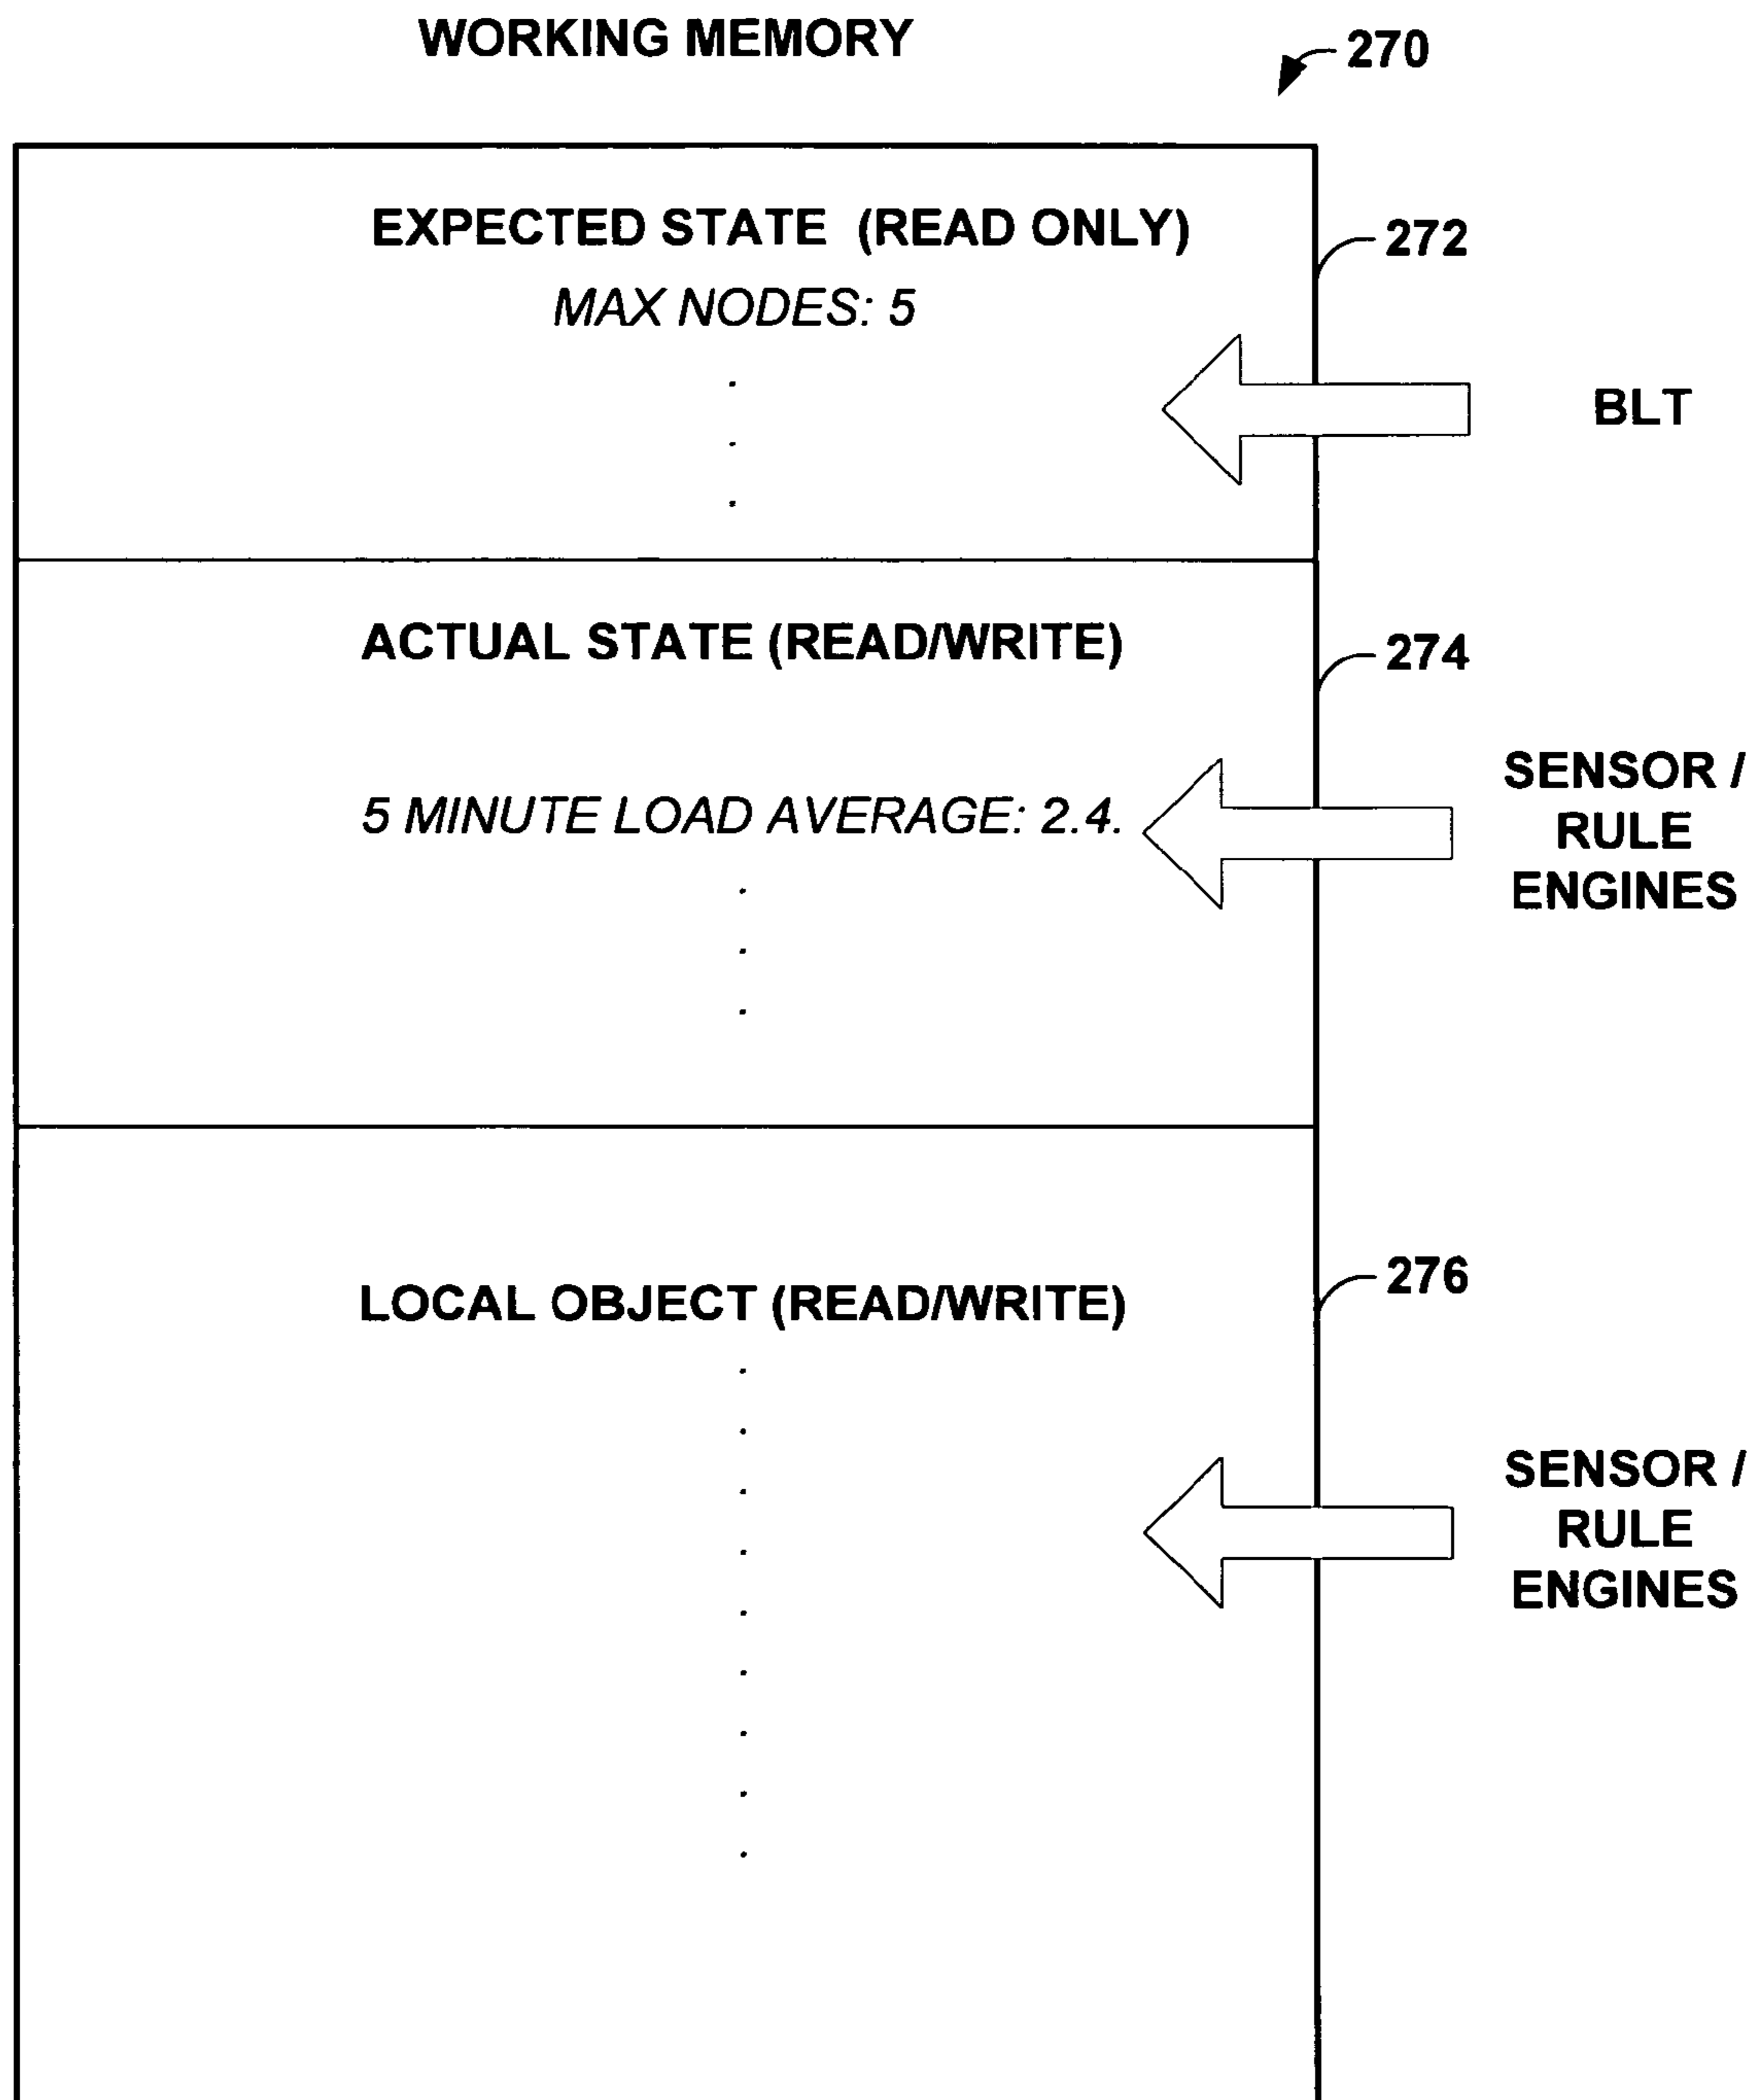 WORKING MEMORY
270
EXPECTED STATE (READ ONLY)
272
MAX NODES: 5
.
BLT
.
.
ACTUAL STATE (READ/WRITE)
274
5 MINUTE LOAD AVERAGE: 2.4.
SENSOR /
RULE
ENGINES
.
.
.
LOCAL OBJECT (READ/WRITE)
276
.
.
.
.
.
.
.
.
.
SENSOR /
RULE
ENGINES